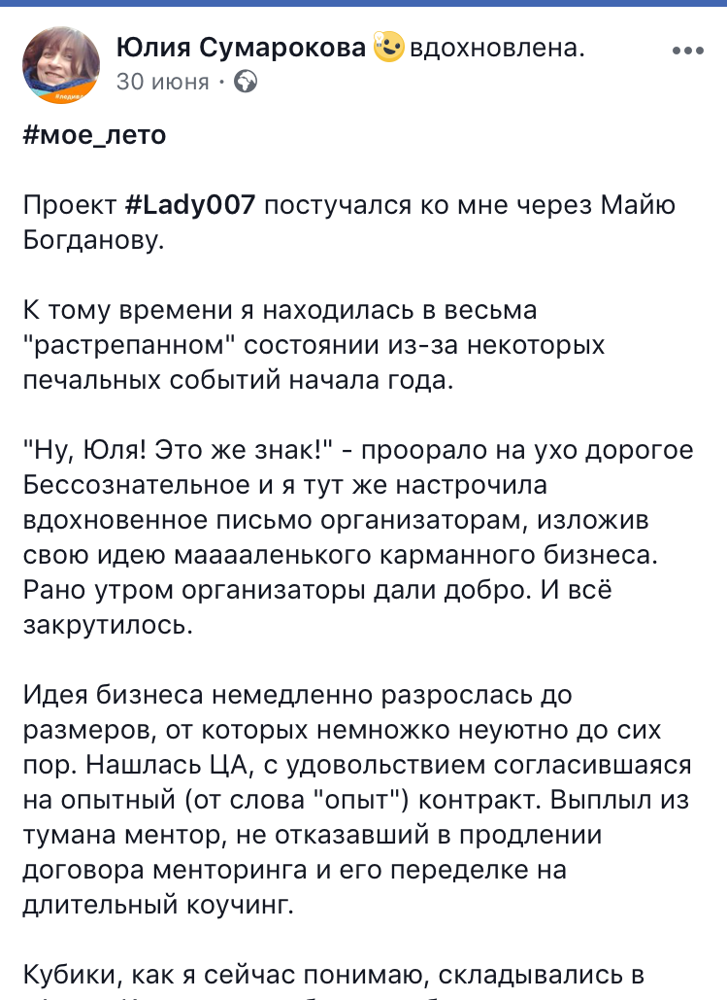 Юлия Сумарокова вдохновлена.
30 июня ·
#мое_лето
Проект #Lady007 постучался ко мне через Майю
Богданову.
К тому времени я находилась в весьма
"растрепанном" состоянии из-за некоторых
печальных событий начала года.
"Ну, Юля! Это же знак!" - проорало на ухо дорогое
Бессознательное и я тут же настрочила
вдохновенное письмо организаторам, изложив
свою идею мааааленького карманного бизнеса.
Рано утром организаторы дали добро. И всё
закрутилось.
Идея бизнеса немедленно разрослась до
размеров, от которых немножко неуютно до сих
пор. Нашлась ЦА, с удовольствием согласившаяся
на опытный (от слова "опыт") контракт. Выплыл из
тумана ментор, не отказавший в продлении
договора менторинга и его переделке на
длительный коучинг.
Кубики, как я сейчас понимаю, складывались в